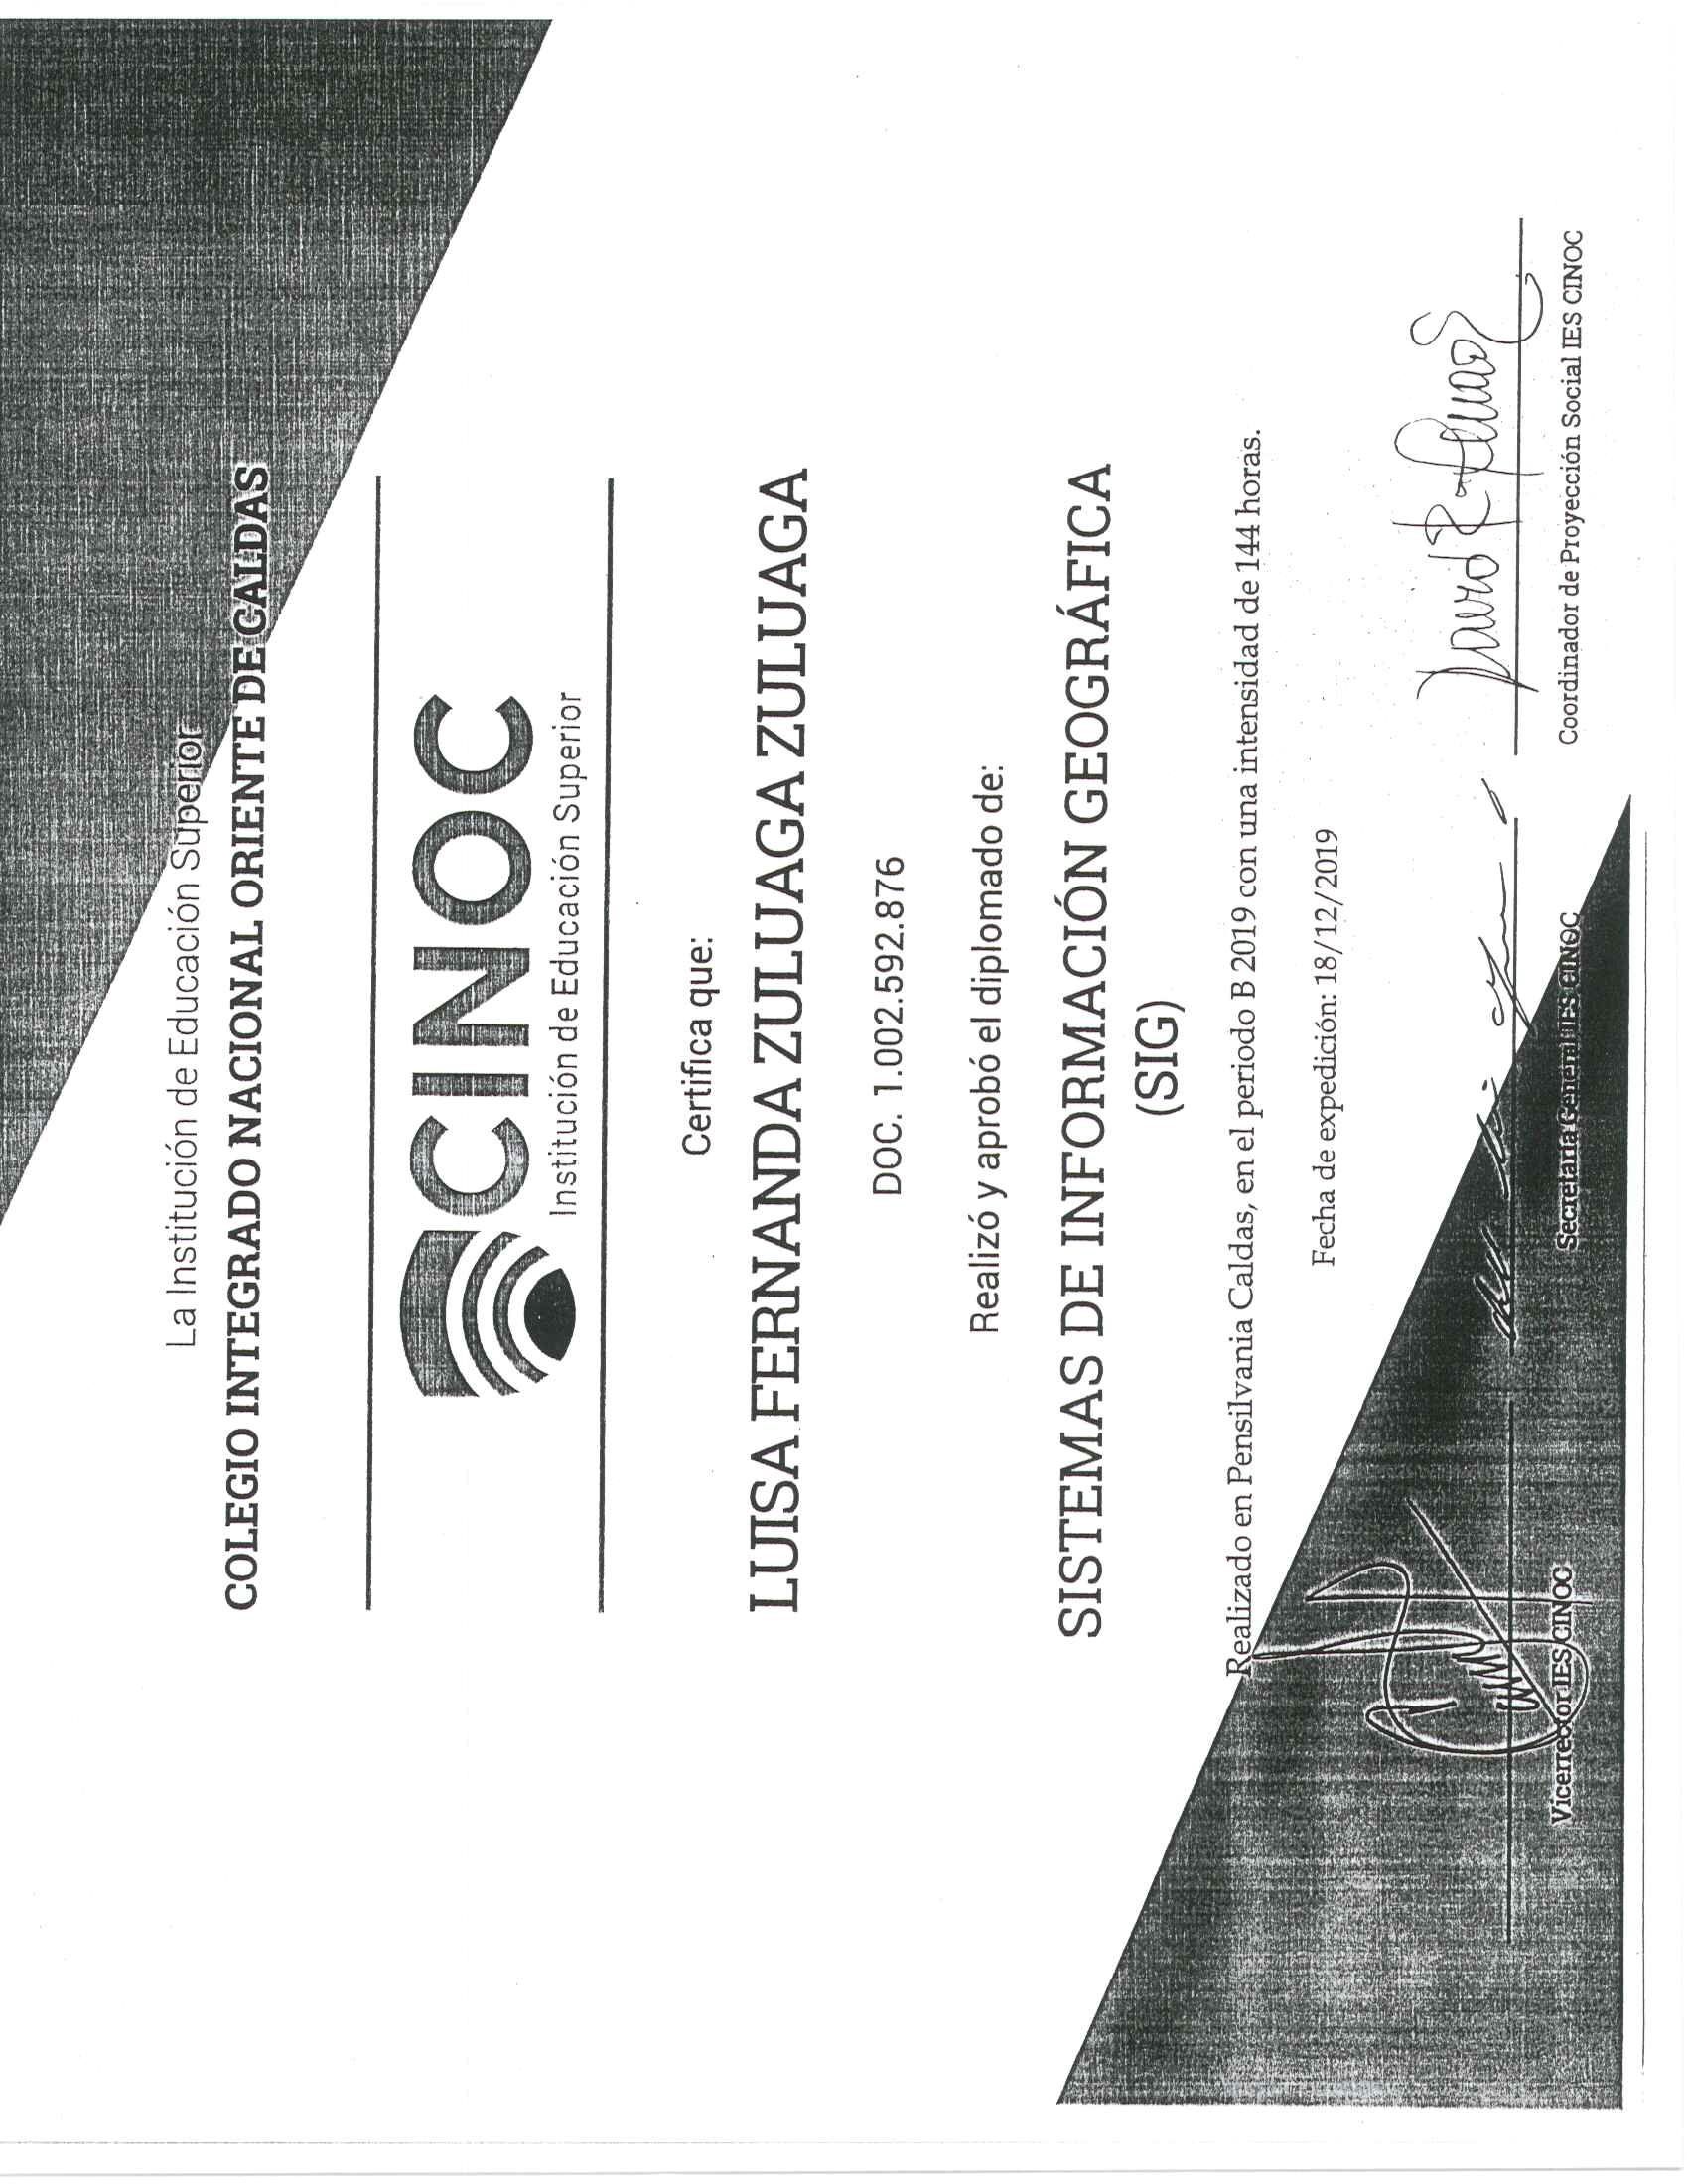 La Institución de Educación Superior
COLEGIO INTEGRADO NACIONAL ORIENTE DE CALDAS
CINOC
Institución de Educación Superior
Certifica que:
LUISA FERNANDA ZULUAGA ZULUAGA
DOC. 1.002.592.876
Realizó y aprobó el diplomado de:
SISTEMAS DE INFORMACIÓN GEOGRÁFICA
(SIG)
Realizado en Pensilvania Caldas, en el periodo B 2019 con una intensidad de 144 horas.
Fecha de expedición: 18/12/2019
Vicerrector IES CINOC
Secretaria General IES CINOC
Coordinador de Proyección Social IES CINOC